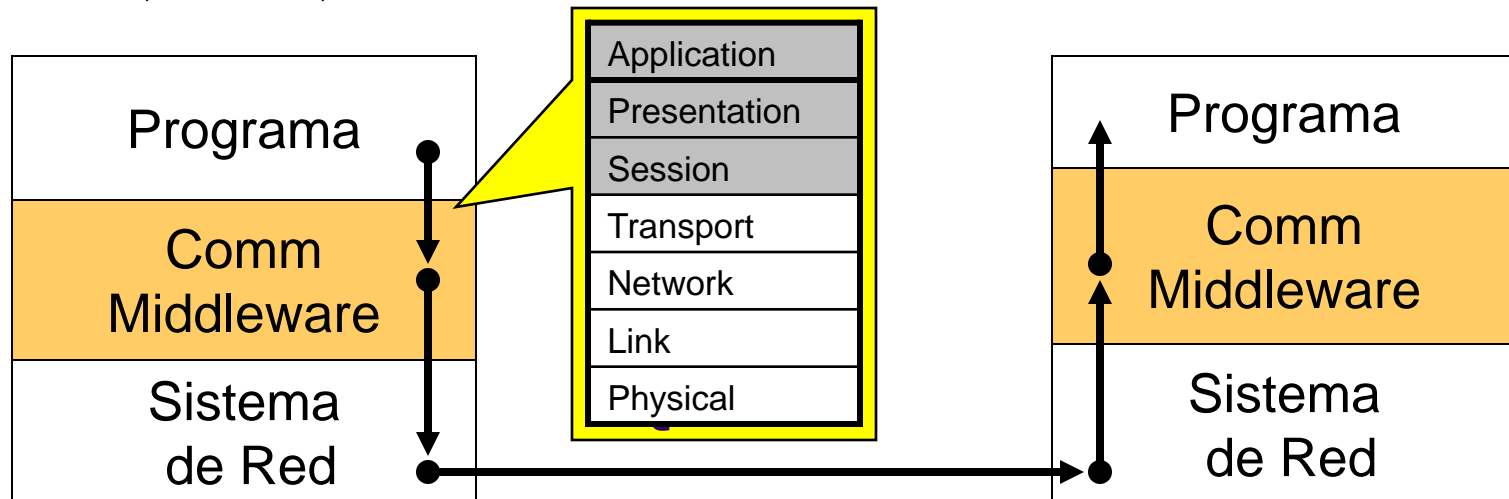 Programa
Comm
Middleware
Sistema
de Red
Application
Presentation
Session
Transport
Network
Link
Physical
Programa
Comm
Middleware
Sistema
de Red